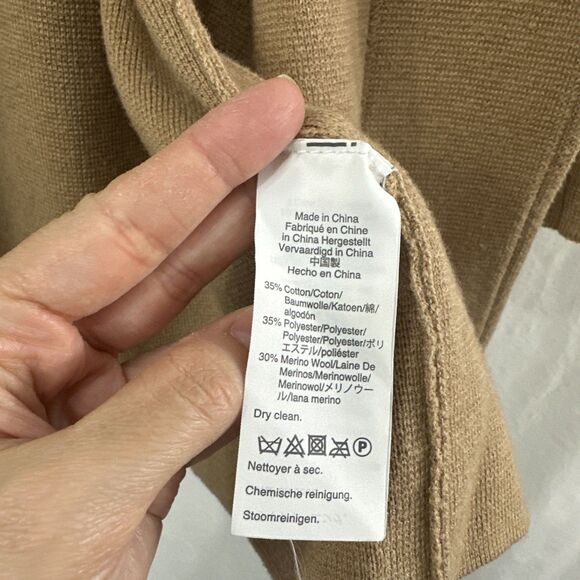 Made in China
Fabriqué en Chine
in China Hergestellt
Vervaardigd in China
中国製
Hecho en China
35% Cotton/Coton/
Baumwolle/Katoen/綿/
algodón
35% Polyester/Polyester/
Polyester/Polyester/ポリ
エステル/poliéster
30% Merino Wool/Laine De
Merinos/Merinowolle/
Merinowol/メリノウー
ル/lana merino
Dry clean.
P
Nettoyer à sec.
Chemische reinigung.
Stoomreinigen.